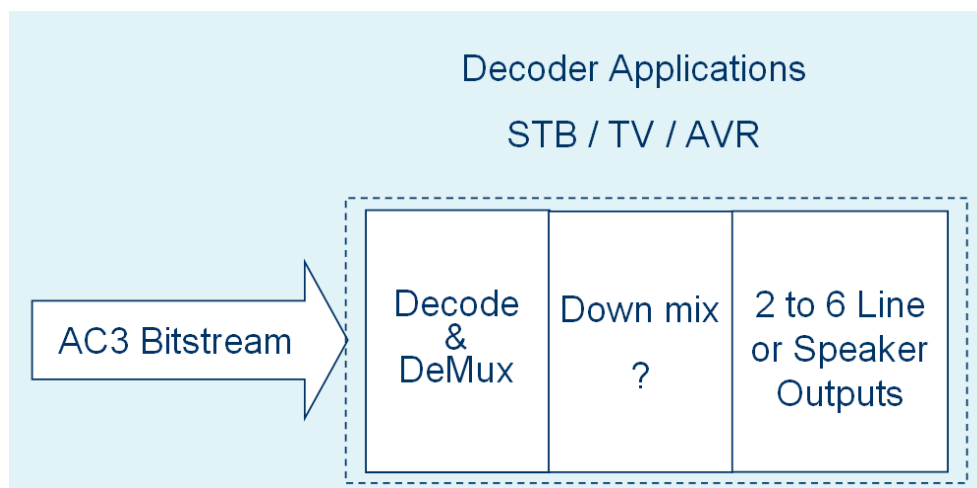 Decoder Applications
STB / TV / AVR
AC3 Bitstream
Decode
&
DeMux
Down mix
?
2 to 6 Line
or Speaker
Outputs